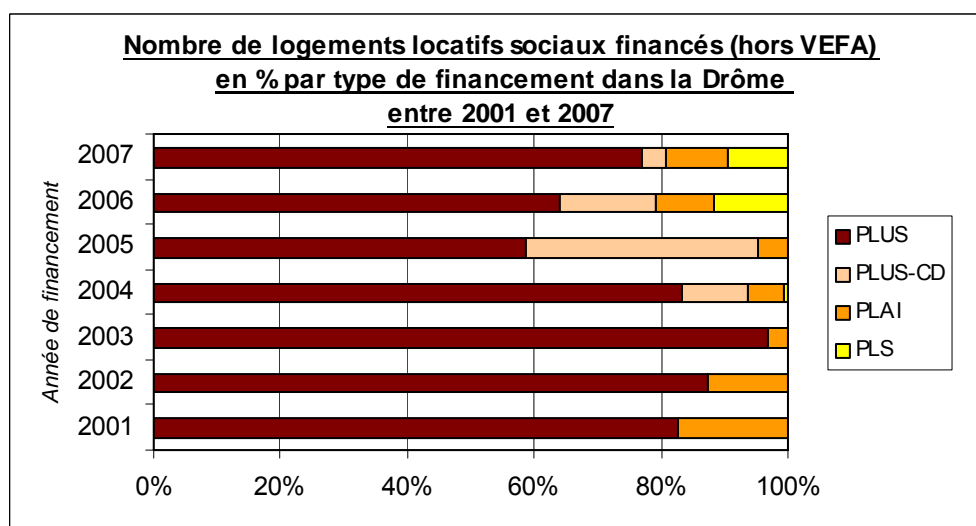 Nombre de logements locatifs sociaux financés (hors VEFA)
en % par type de financement dans la Drôme
entre 2001 et 2007
Année de financement
2007
2006
2005
2004
2003
2002
2001
0%
20%
40%
60%
80%
100%
PLUS
PLUS-CD
PLAI
PLS